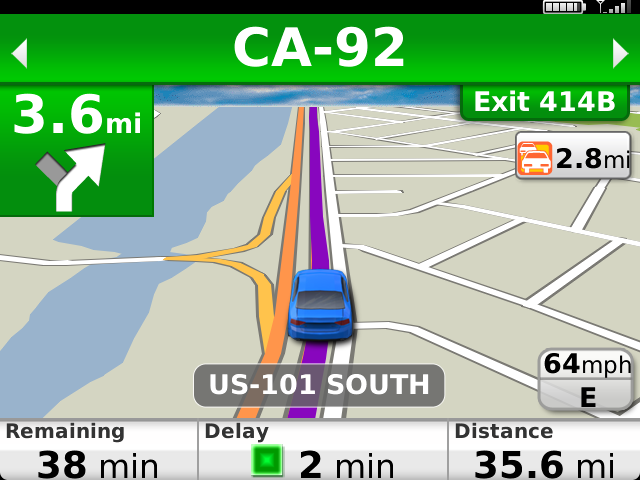 CA-92
3.6mi
Exit 414B
2.8mi
64mph
E
US-101 SOUTH
Remaining
38 min
Delay
2 min
Distance
35.6 mi